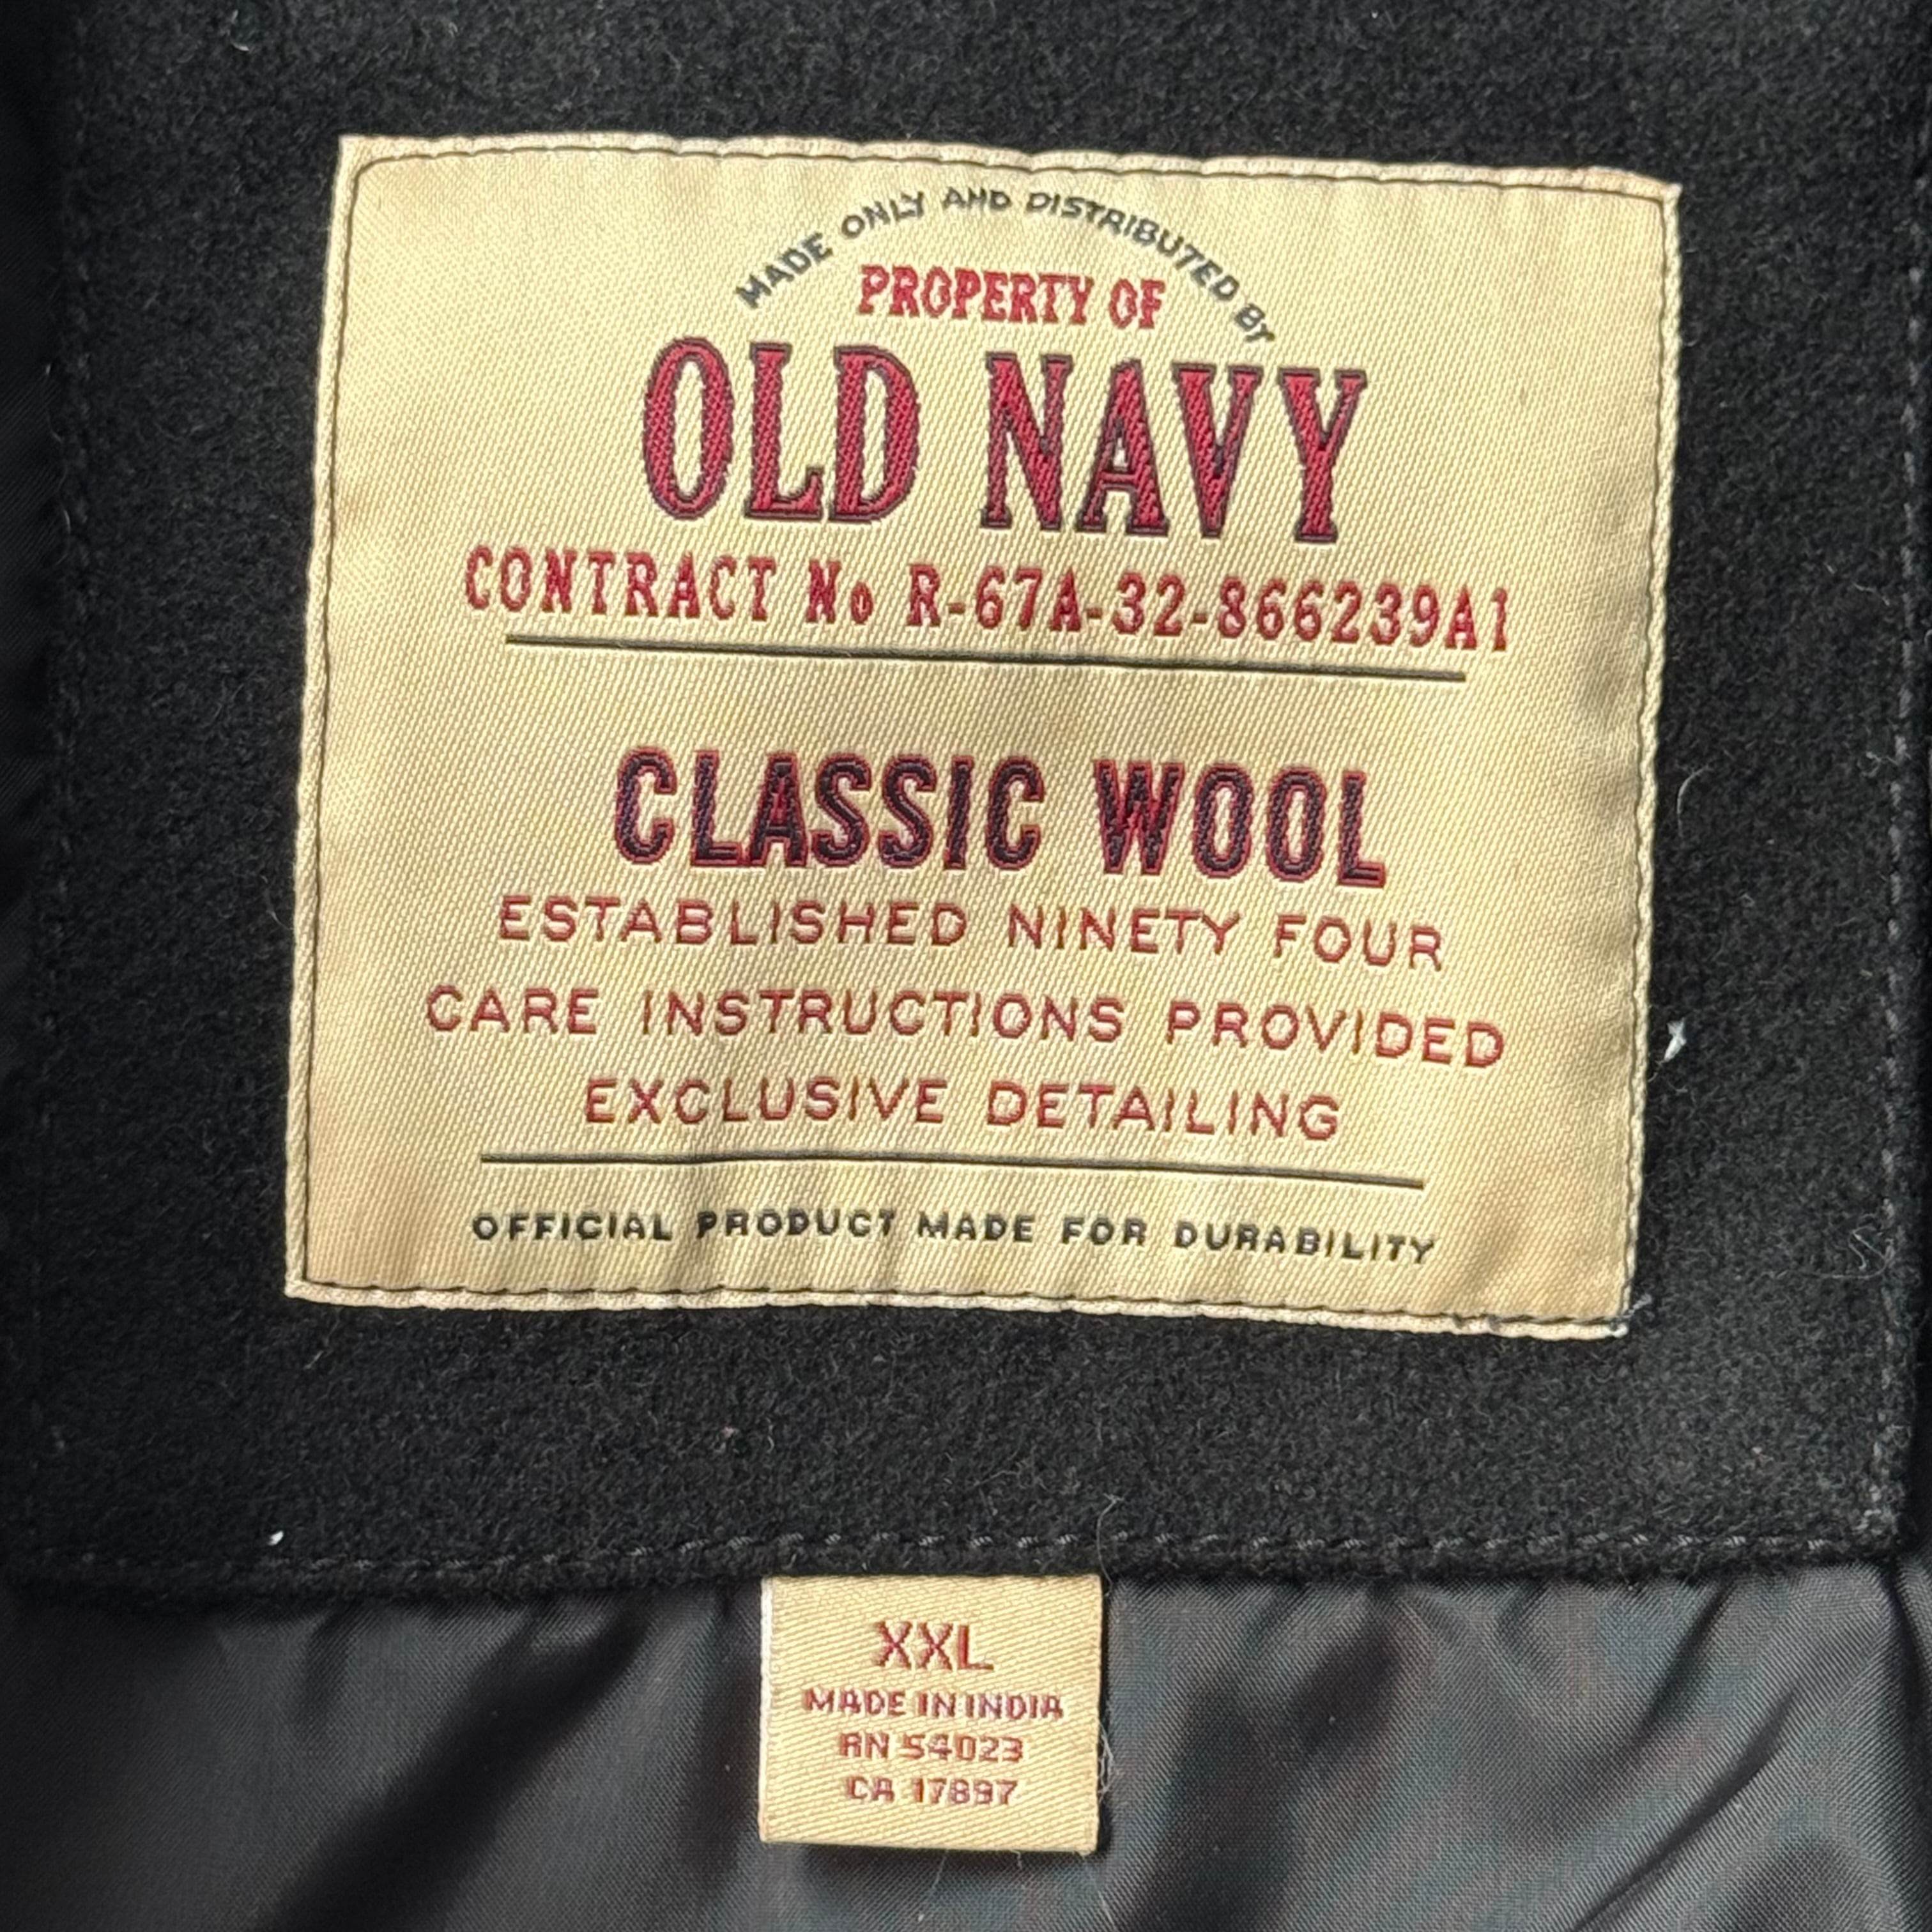 MADE ONLY AND DISTRIBUTED BY
PROPERTY OF
OLD NAVY
CONTRACT No R-67A-32-866239A1
CLASSIC WOOL
ESTABLISHED NINETY FOUR
CARE INSTRUCTIONS PROVIDED
EXCLUSIVE DETAILING
OFFICIAL PRODUCT MADE FOR DURABILITY
XXL
MADE IN INDIA
RN 54023
CA 17897